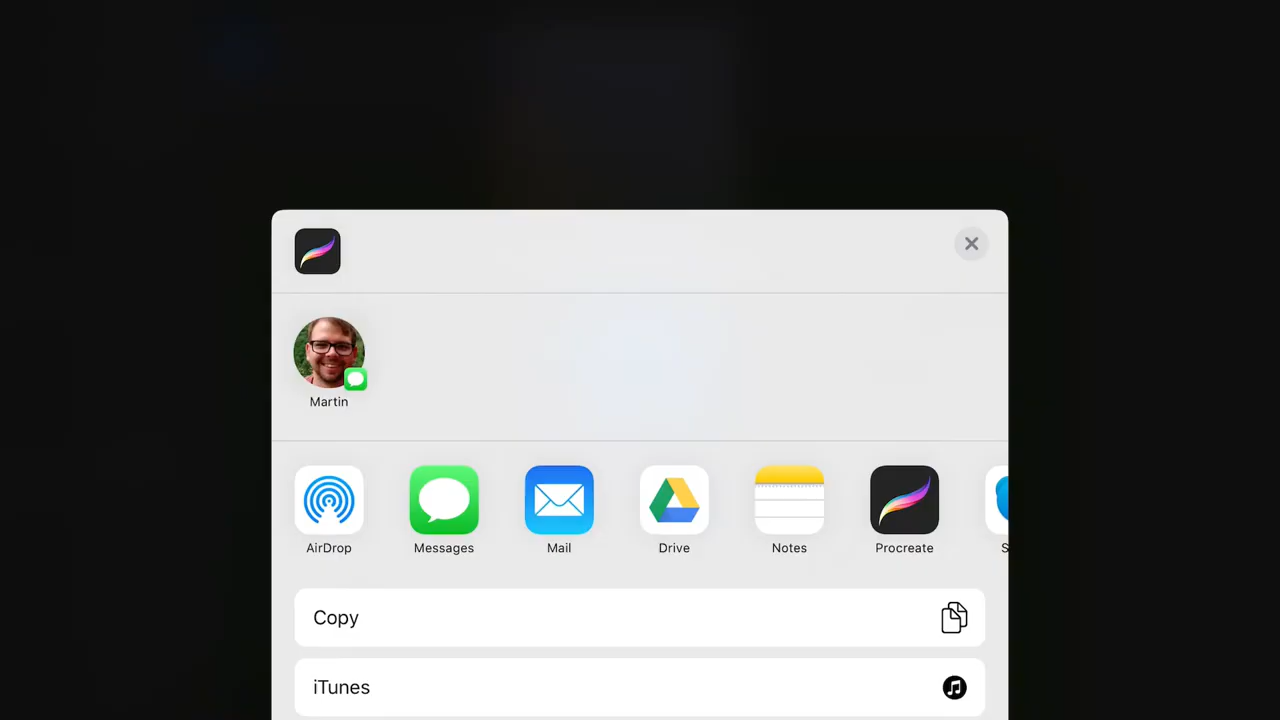 Martin
AirDrop
Messages
Mail
Drive
Notes
Procreate
S
Copy
iTunes